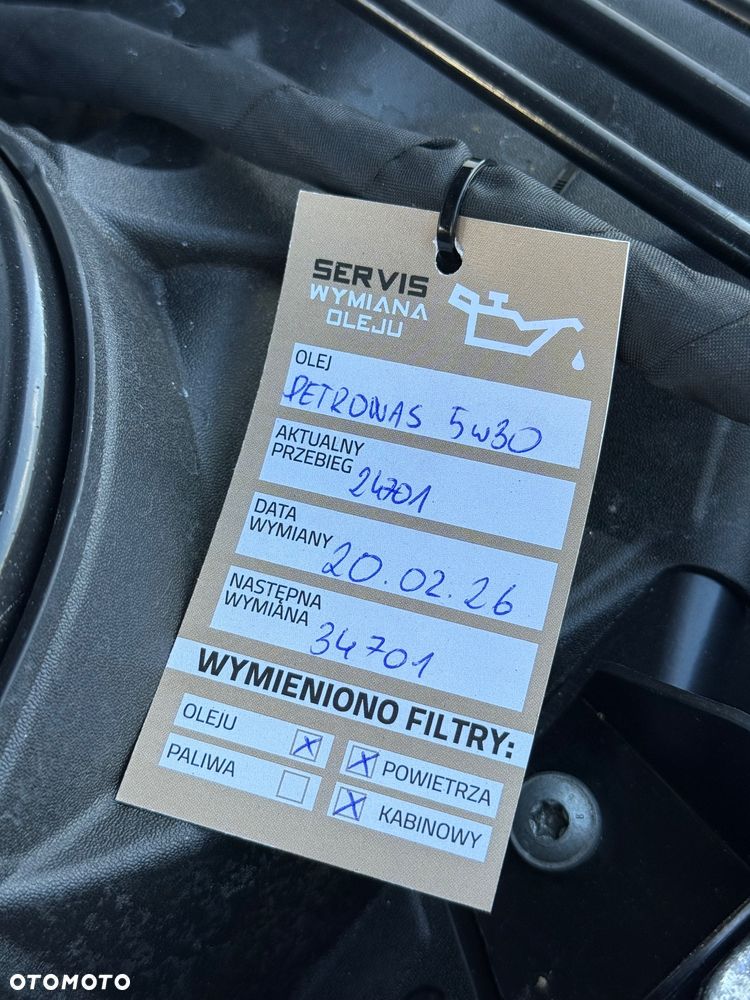 SERVIS
WYMIANA
OLEJU
OLEJ
PETRONAS 5W30
AKTUALNY
PRZEBIEG
24701
DATA
WYMIANY
20.02.26
NASTĘPNA
WYMIANA
34701
WYMIENIONO FILTRY:
OLEJU X
X POWIETRZA
PALIWA
X KABINOWY
OTOMOTO